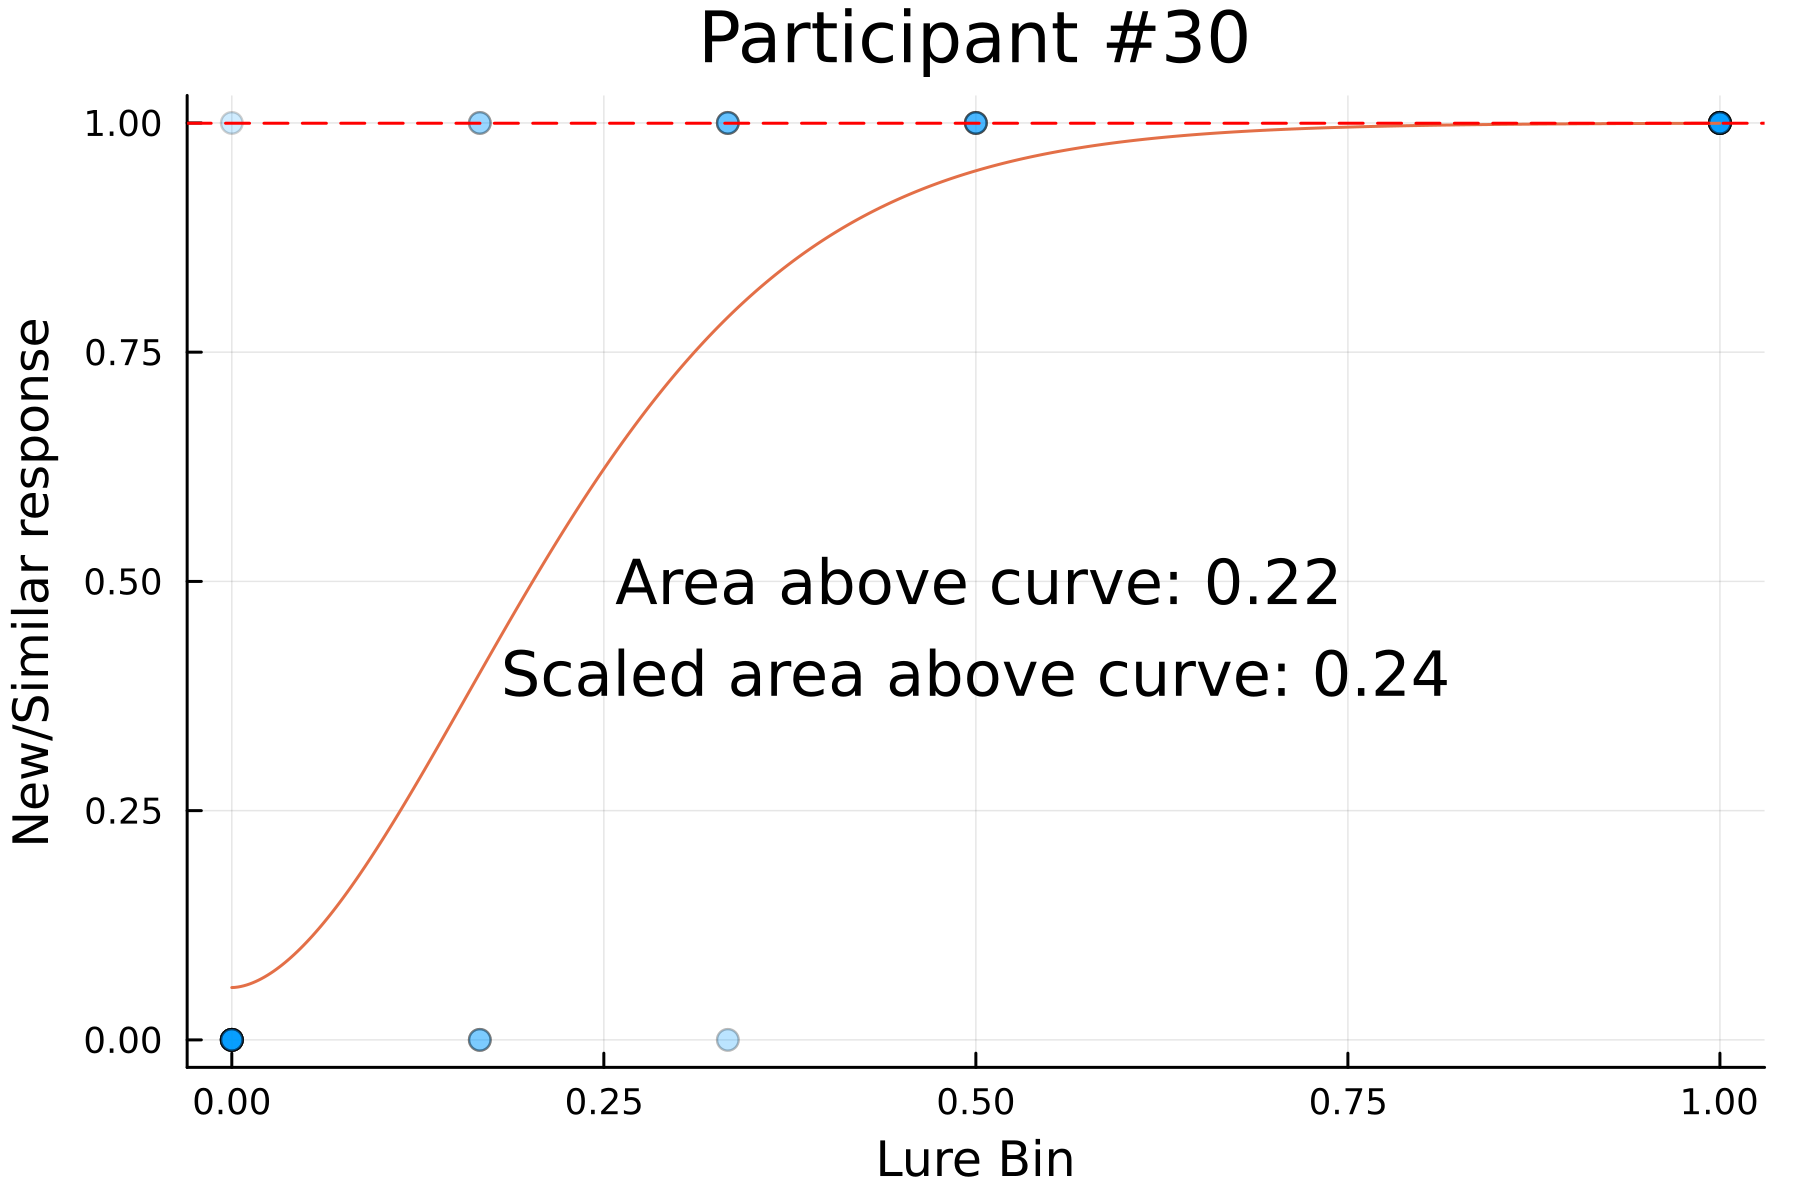 Participant #30
1.00
0.75
0.50
0.25
0.00
New/Similar response
Area above curve: 0.22
Scaled area above curve: 0.24
0.00 0.25 0.50 0.75 1.00
Lure Bin